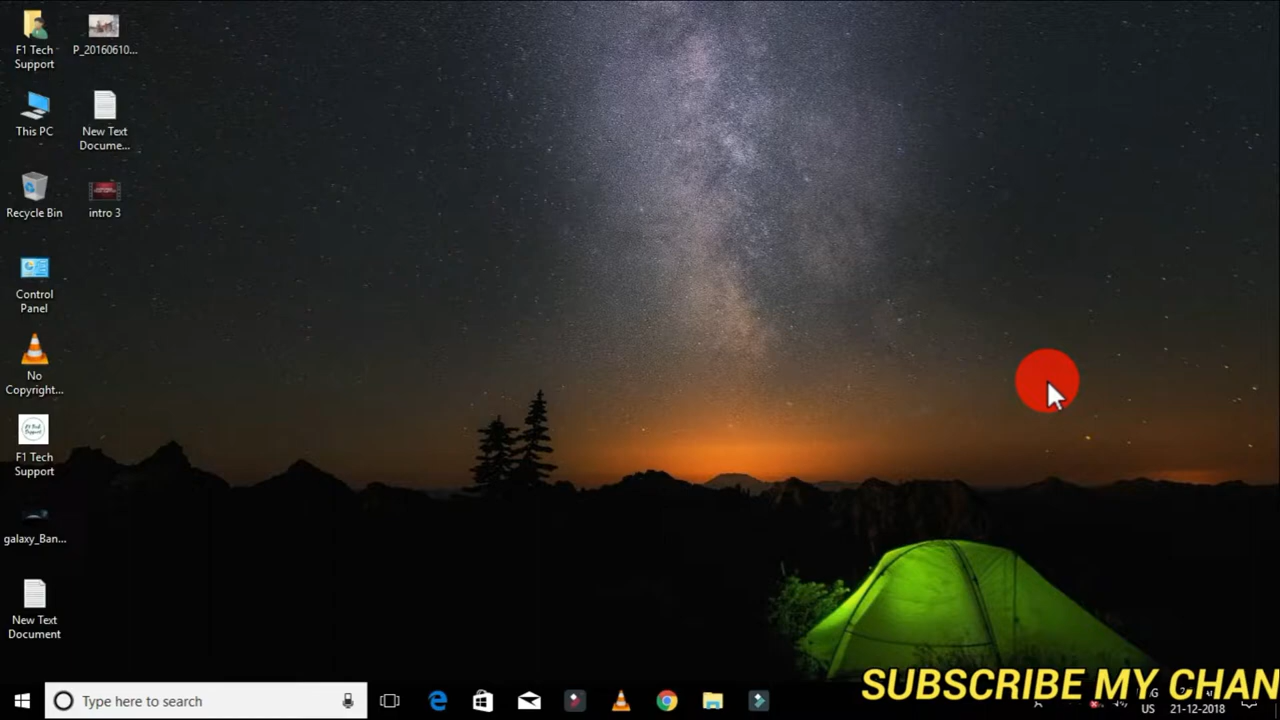 F1 Tech
Support
P_20160610...
This PC
New Text
Docume...
Recycle Bin
intro 3
Control
Panel
No
Copyright...
F1 Tech
Support
galaxy_Ban...
New Text
Document
Type here to search
SUBSCRIBE MY CHAN
US
21-12-2018